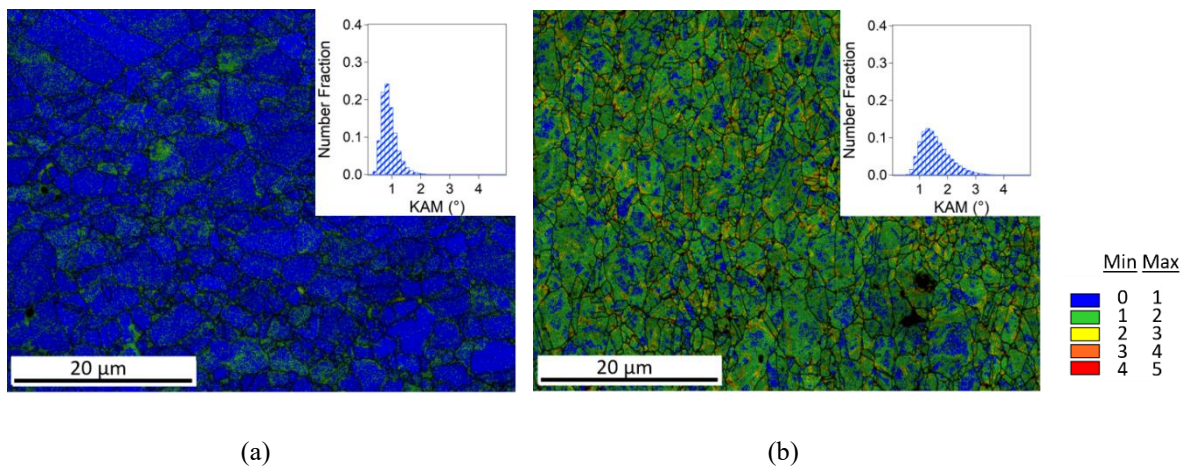 0.4
0.3
0.2
0.1
0.0
Number Fraction
1 2 3 4
KAM (°)
20 µm
(a)
0.4
0.3
0.2
0.1
0.0
Number Fraction
1 2 3 4
KAM (°)
20 µm
(b)
Min Max
0 1
1 2
2 3
3 4
4 5